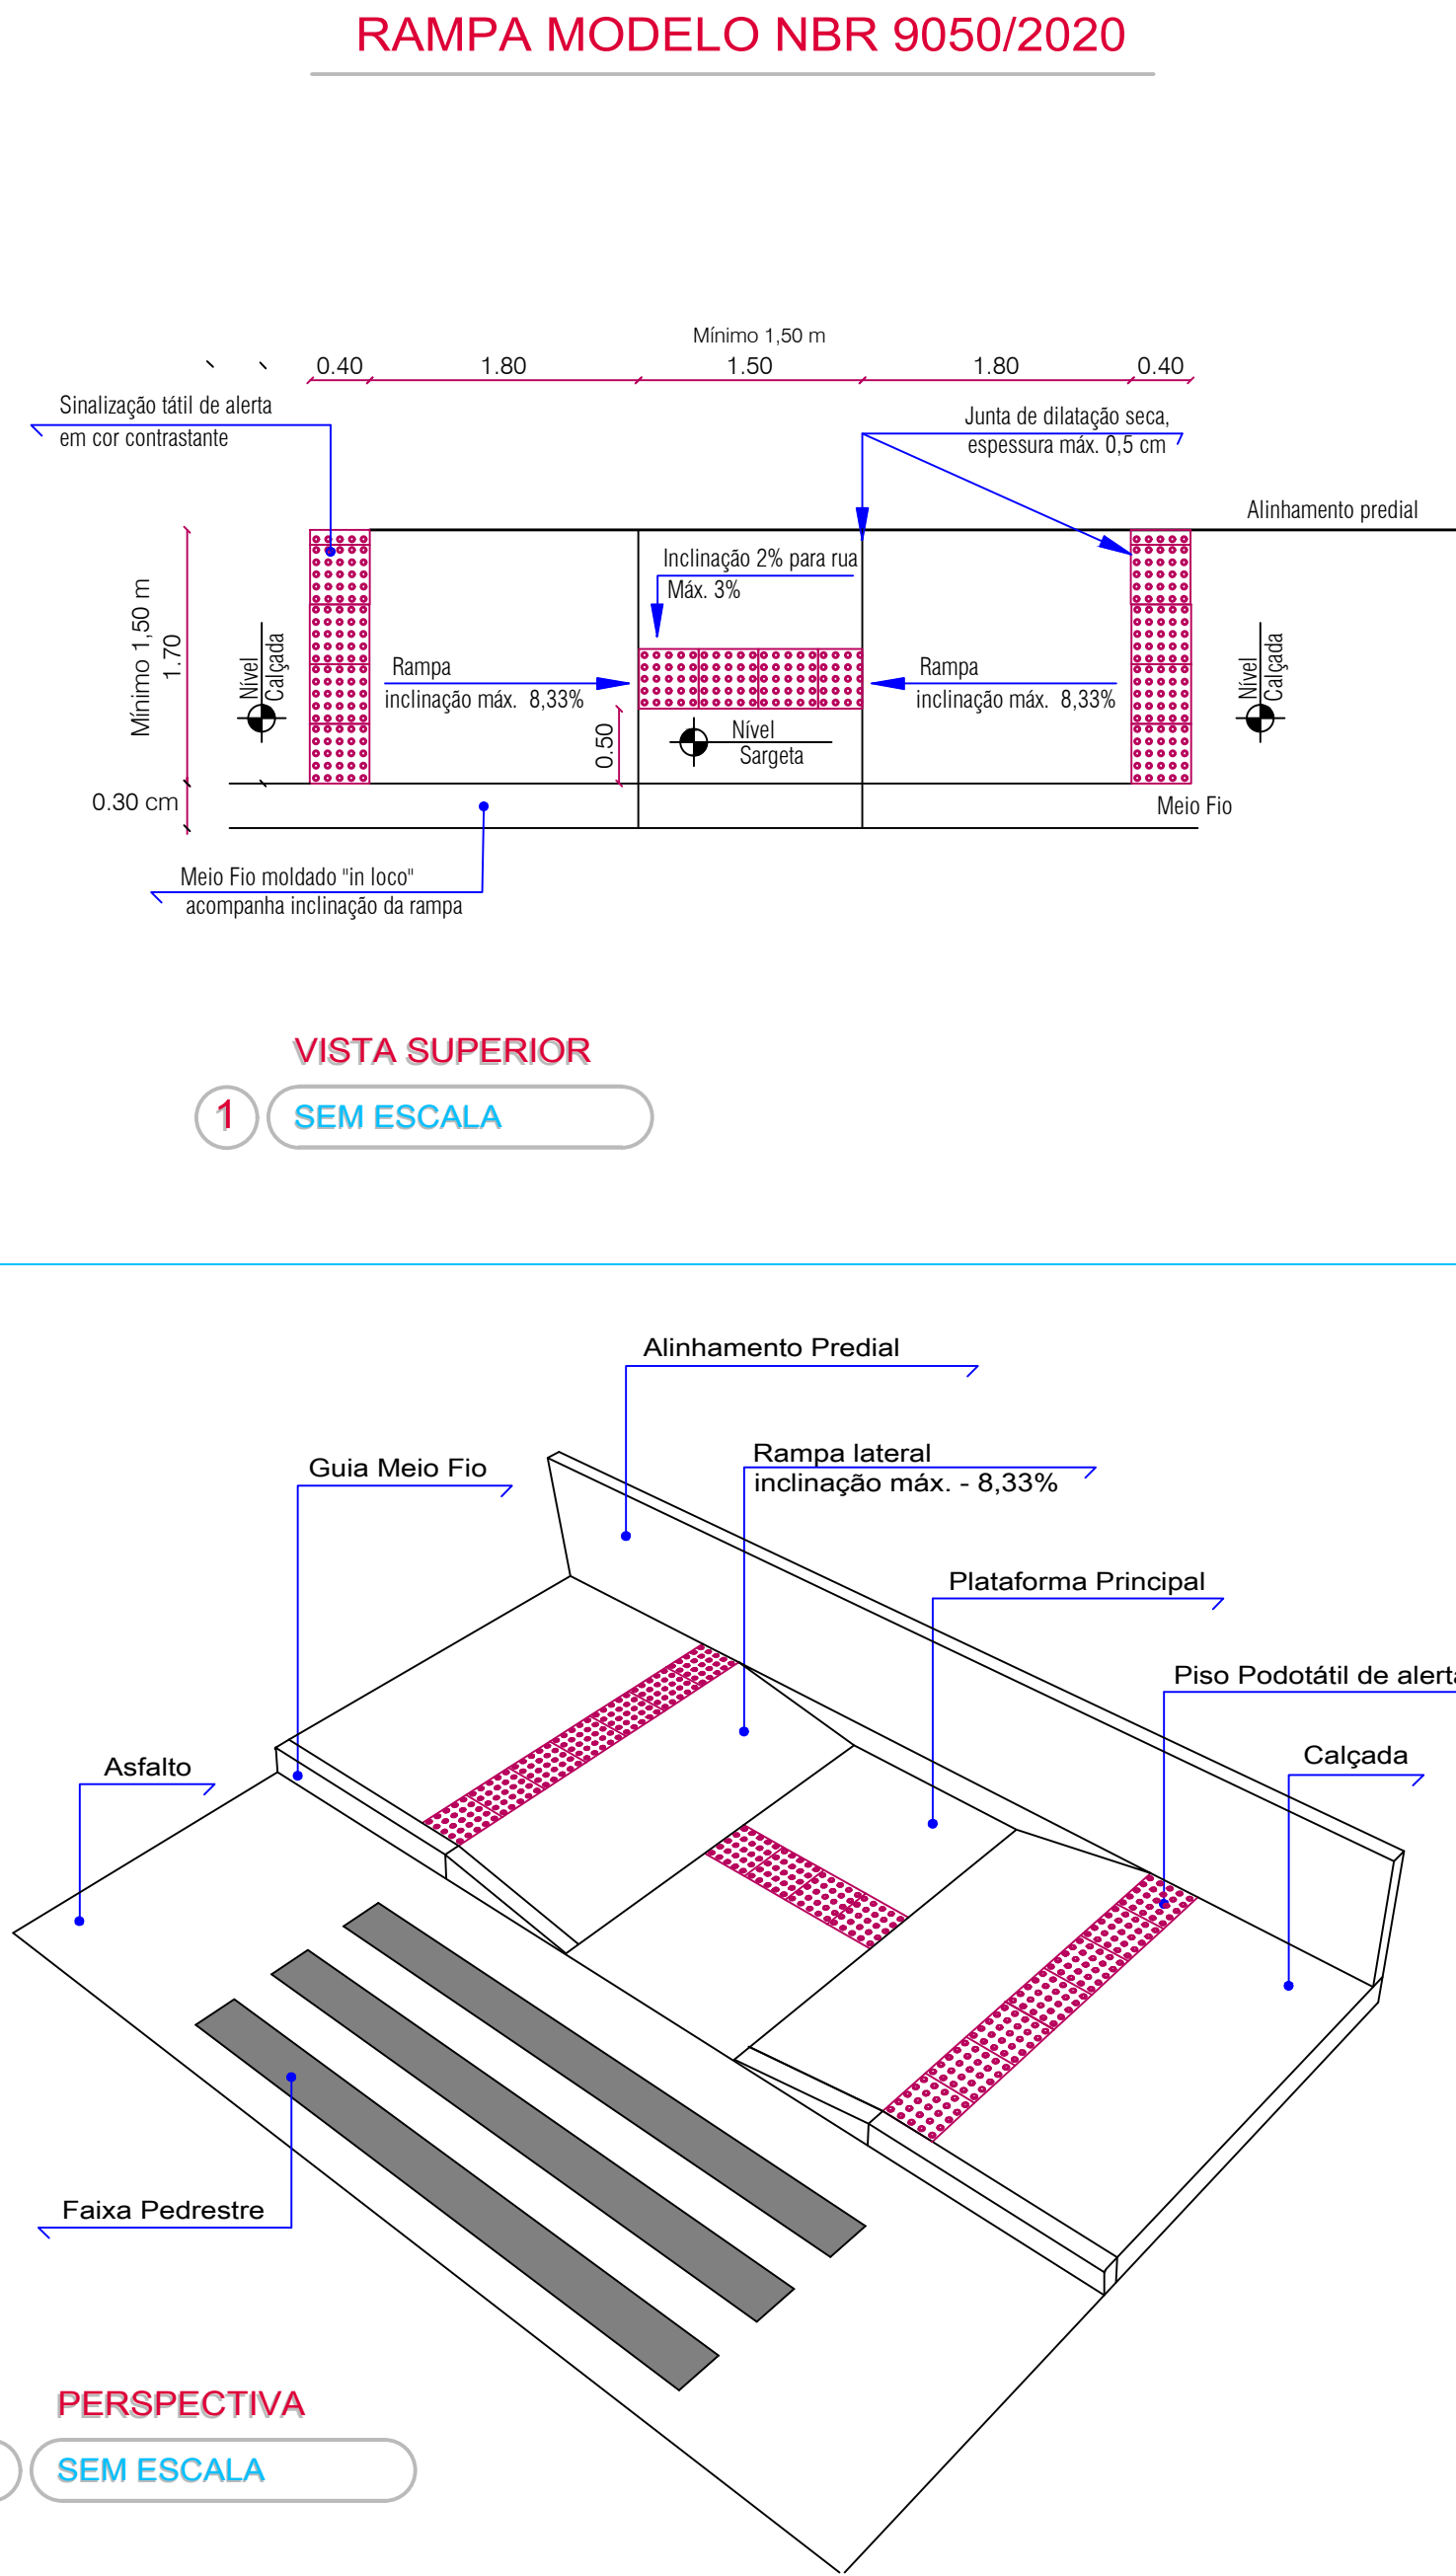 RAMPA MODELO NBR 9050/2020
Mínimo 1,50 m
0.40
1.80
1.50
1.80
0.40
Sinalização tátil de alerta
em cor contrastante
Junta de dilatação seca,
espessura máx. 0,5 cm
Alinhamento predial
Inclinação 2% para rua
Máx. 3%
Mínimo 1,50 m
1.70
Nível
Calçada
Rampa
inclinação máx. 8,33%
Rampa
inclinação máx. 8,33%
Nível
Calçada
0.50
Nível
Sargeta
0.30 cm
Meio Fio
Meio Fio moldado "in loco"
acompanha inclinação da rampa
VISTA SUPERIOR
1
SEM ESCALA
Alinhamento Predial
Rampa lateral
inclinação máx. - 8,33%
Guia Meio Fio
Plataforma Principal
Piso Podotátil de alerta
Calçada
Asfalto
Faixa Pedrestre
PERSPECTIVA
SEM ESCALA